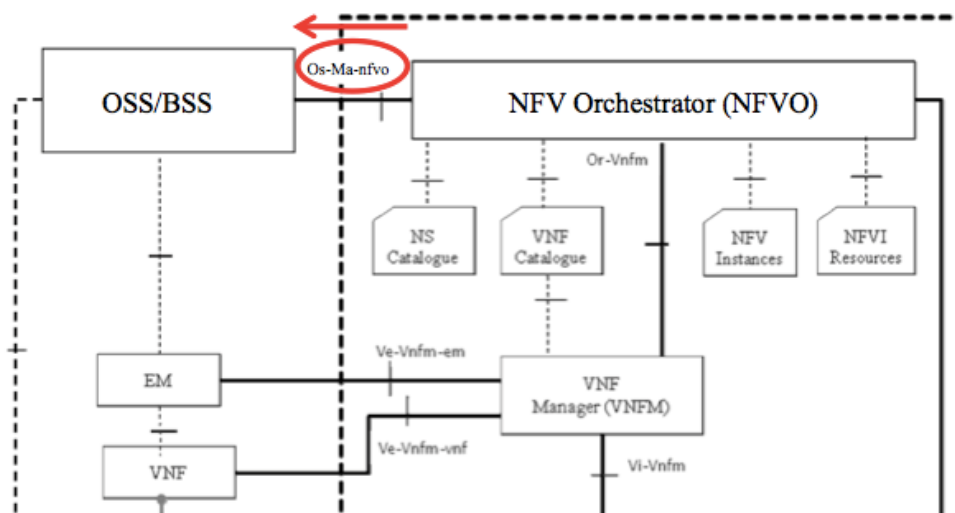 Os-Ma-nfvo
OSS/BSS
NFV Orchestrator (NFVO)
Or-Vnfm
NS
Catalogue
VNF
Catalogue
NFV
Instances
NFVI
Resources
Ve-Vnfm-em
EM
VNF
Manager (VNFM)
Ve-Vnfm-vnf
VNF
Vi-Vnfm